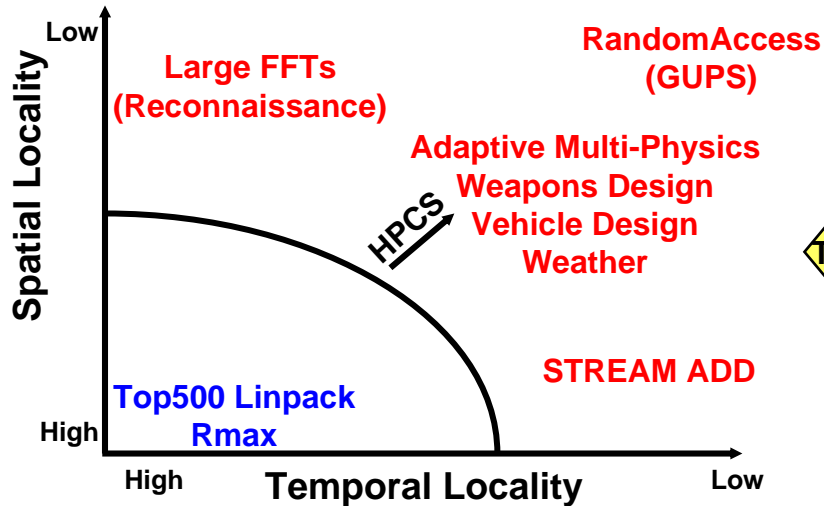 Low
RandomAccess
(GUPS)
Large FFTs
(Reconnaissance)
Adaptive Multi-Physics
Weapons Design
Vehicle Design
Weather
HPCS
Spatial Locality
T
STREAM ADD
Top500 Linpack
Rmax
High
High
Temporal Locality
Low